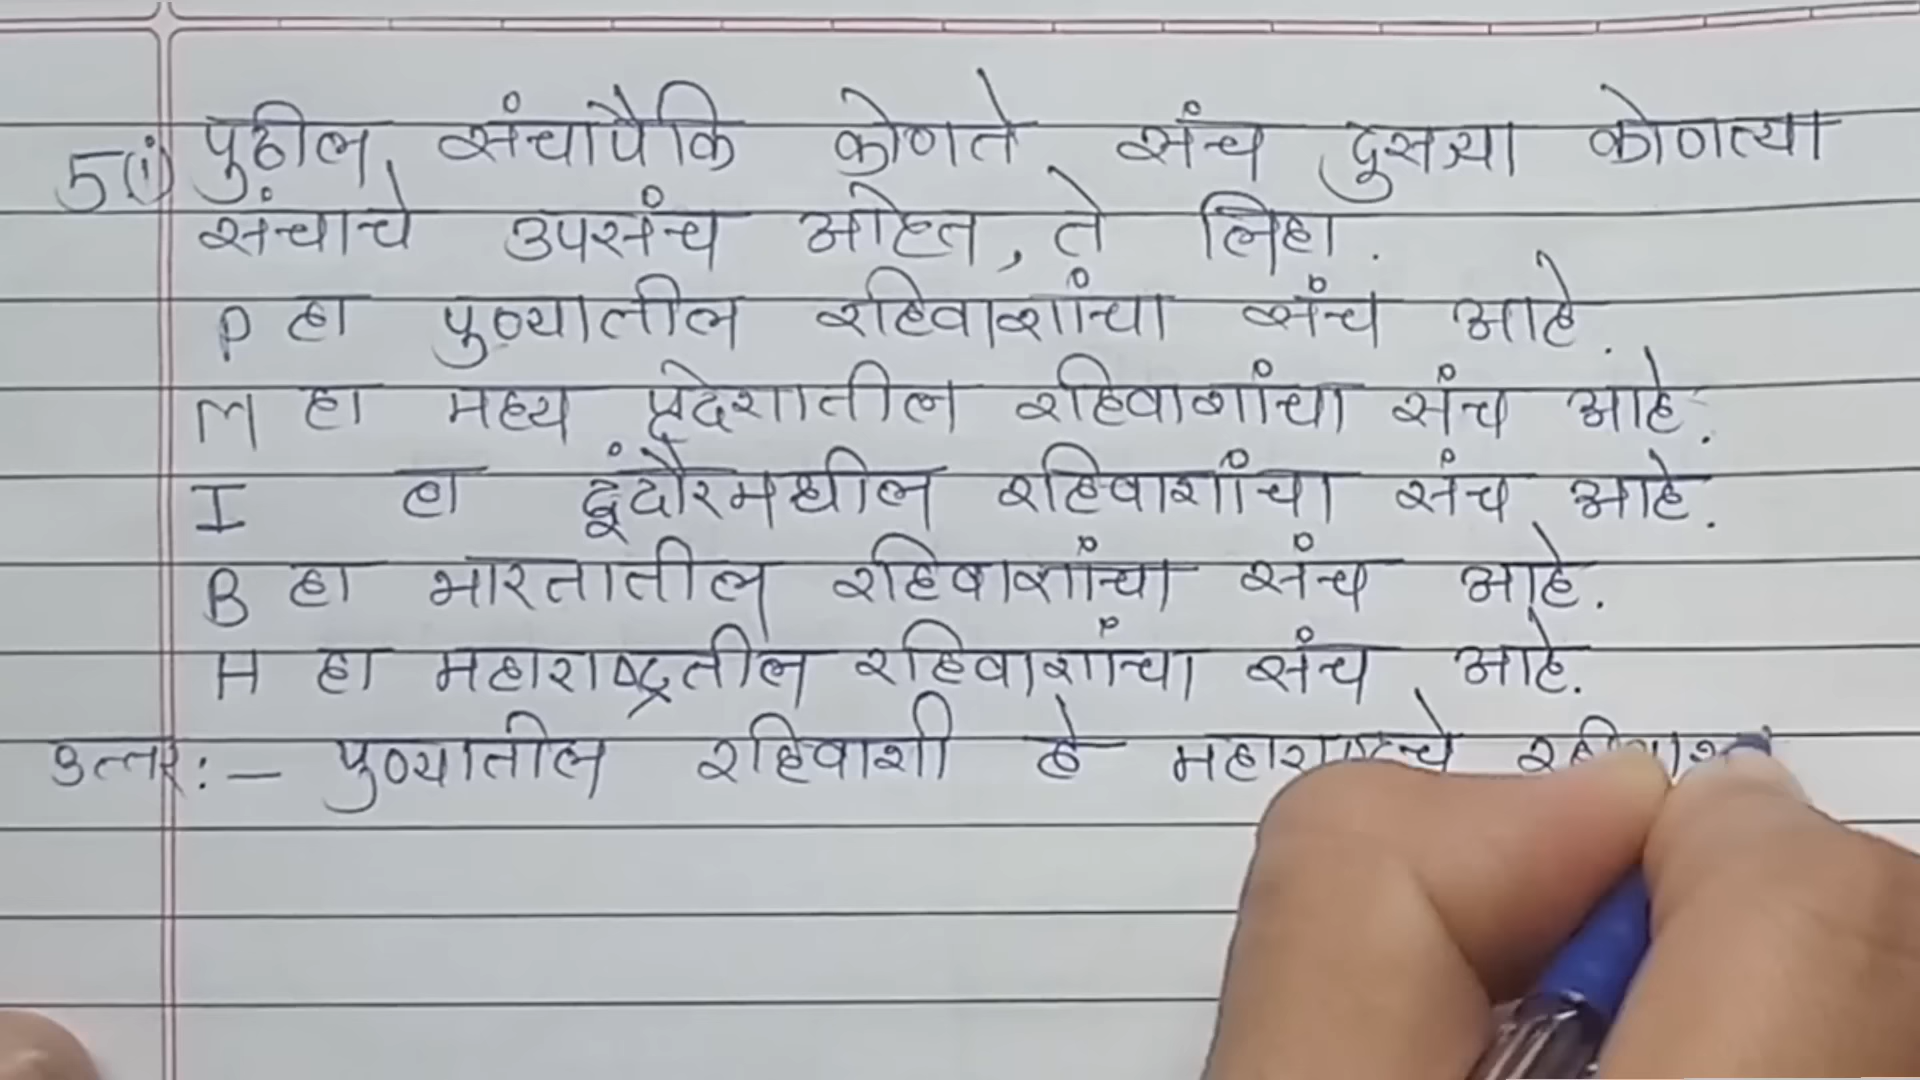 5(i) पुढील संचापैकि कोणते संच दुसऱ्या कोणत्या
संचाचे उपसंच आहेत, ते लिहा.
P हा पुण्यातील रहिवाशांचा संच आहे.
M हा मध्य प्रदेशातील रहिवाशांचा संच आहे.
I हा इंदौरमधील रहिवाशांचा संच आहे.
B हा भारतातील रहिवाशांचा संच आहे.
H हा महाराष्ट्रतील रहिवाशांचा संच आहे.
उत्तर:- पुण्यातील रहिवाशी हे